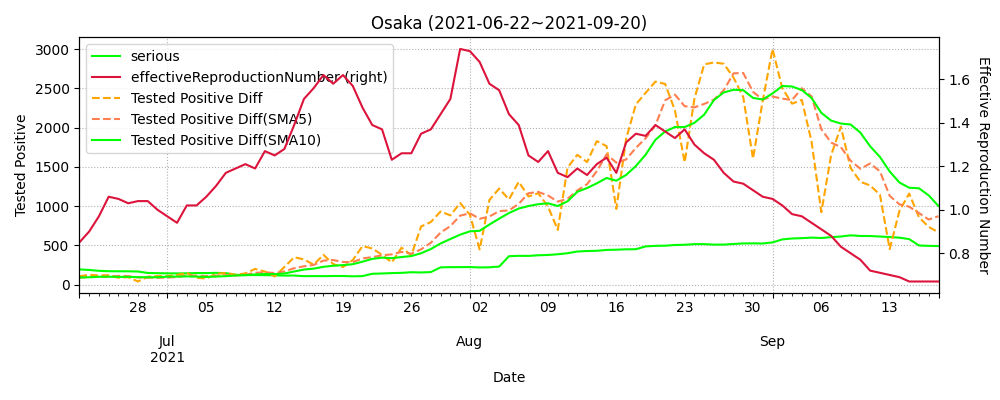 Osaka (2021-06-22~2021-09-20)
serious
effectiveReproductionNumber(right)
Tested Positive Diff
Tested Positive Diff(SMA5)
Tested Positive Diff(SMA10)
Tested Positive
3000
2500
2000
1500
1000
500
0
1.6
1.4
1.2
1.0
0.8
Effective Reproduction Number
28 05 12 19 26 02 09 16 23 30 06 13
Jul Aug Sep
2021
Date